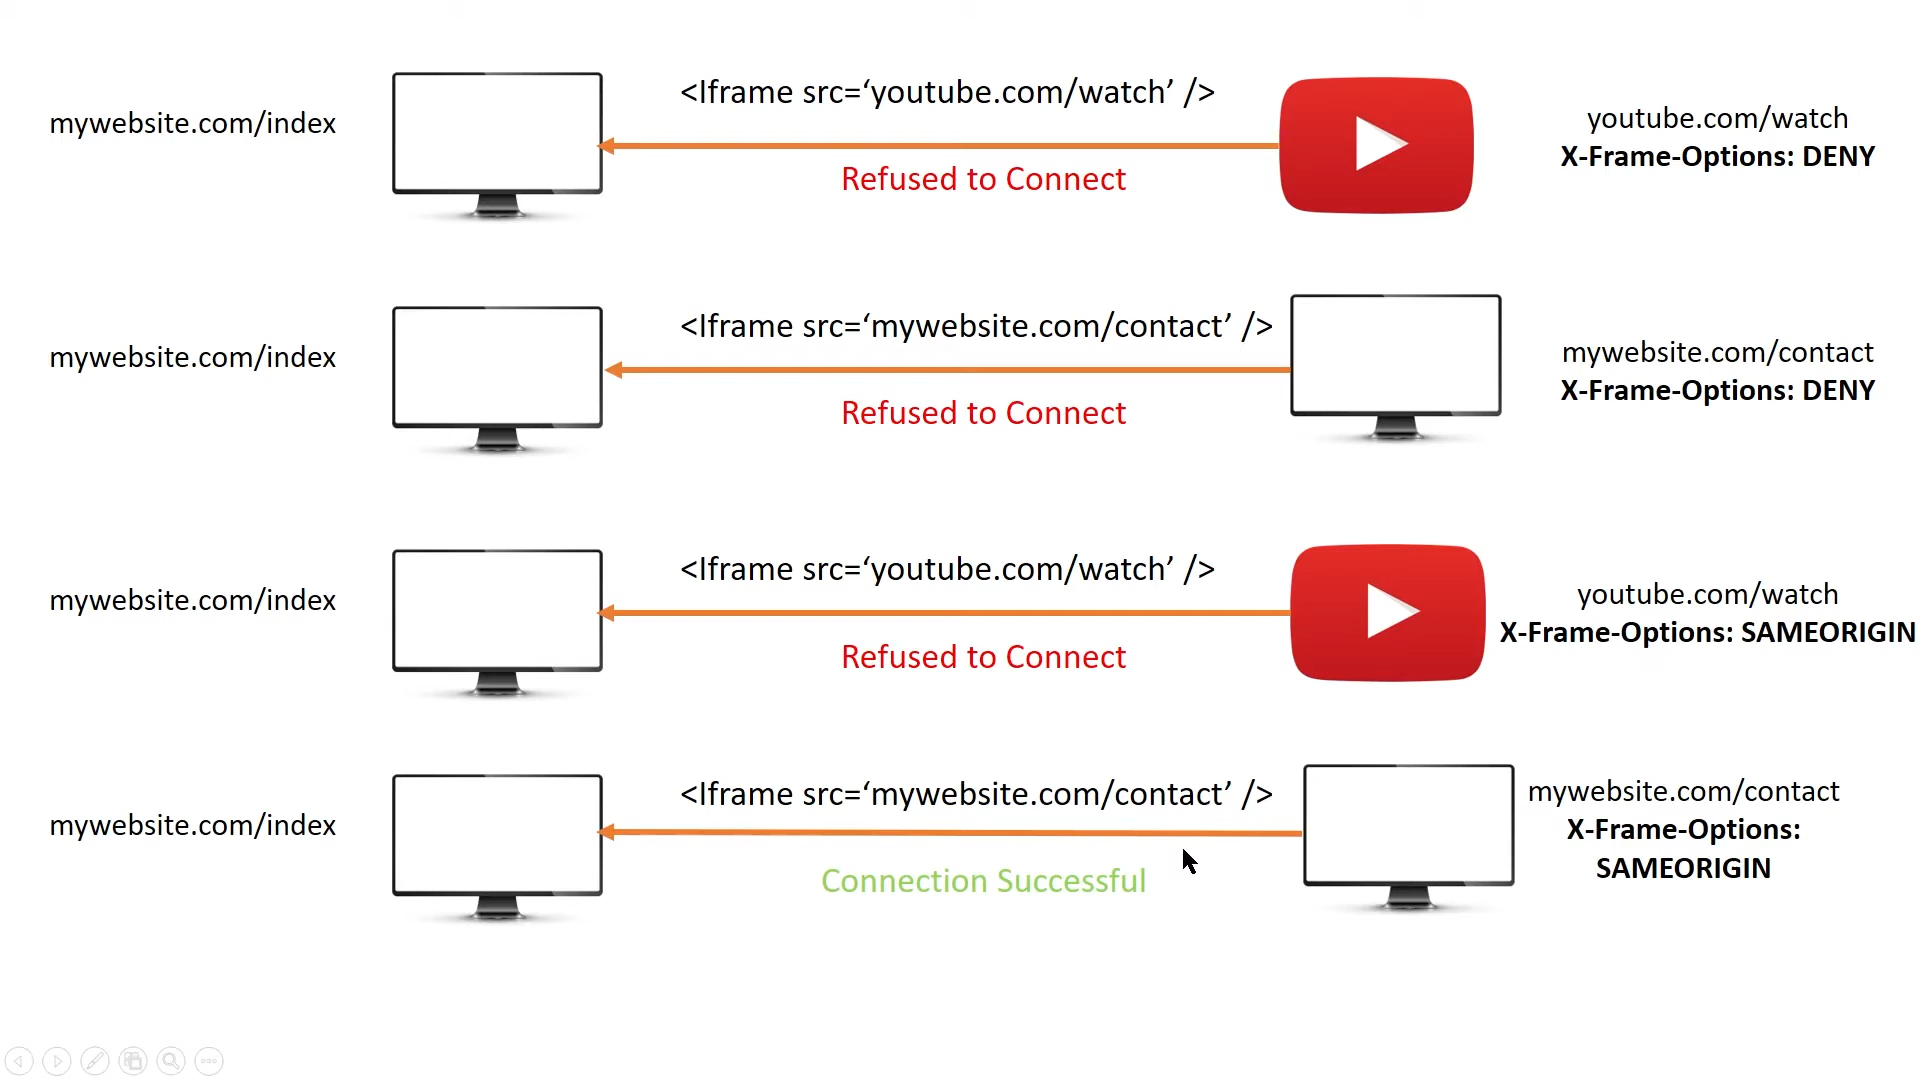 mywebsite.com/index
<Iframe src=‘youtube.com/watch’ />
Refused to Connect
youtube.com/watch
X-Frame-Options: DENY
mywebsite.com/index
<Iframe src=‘mywebsite.com/contact’ />
Refused to Connect
mywebsite.com/contact
X-Frame-Options: DENY
mywebsite.com/index
<Iframe src=‘youtube.com/watch’ />
Refused to Connect
youtube.com/watch
X-Frame-Options: SAMEORIGIN
mywebsite.com/index
<Iframe src=‘mywebsite.com/contact’ />
Connection Successful
mywebsite.com/contact
X-Frame-Options:
SAMEORIGIN